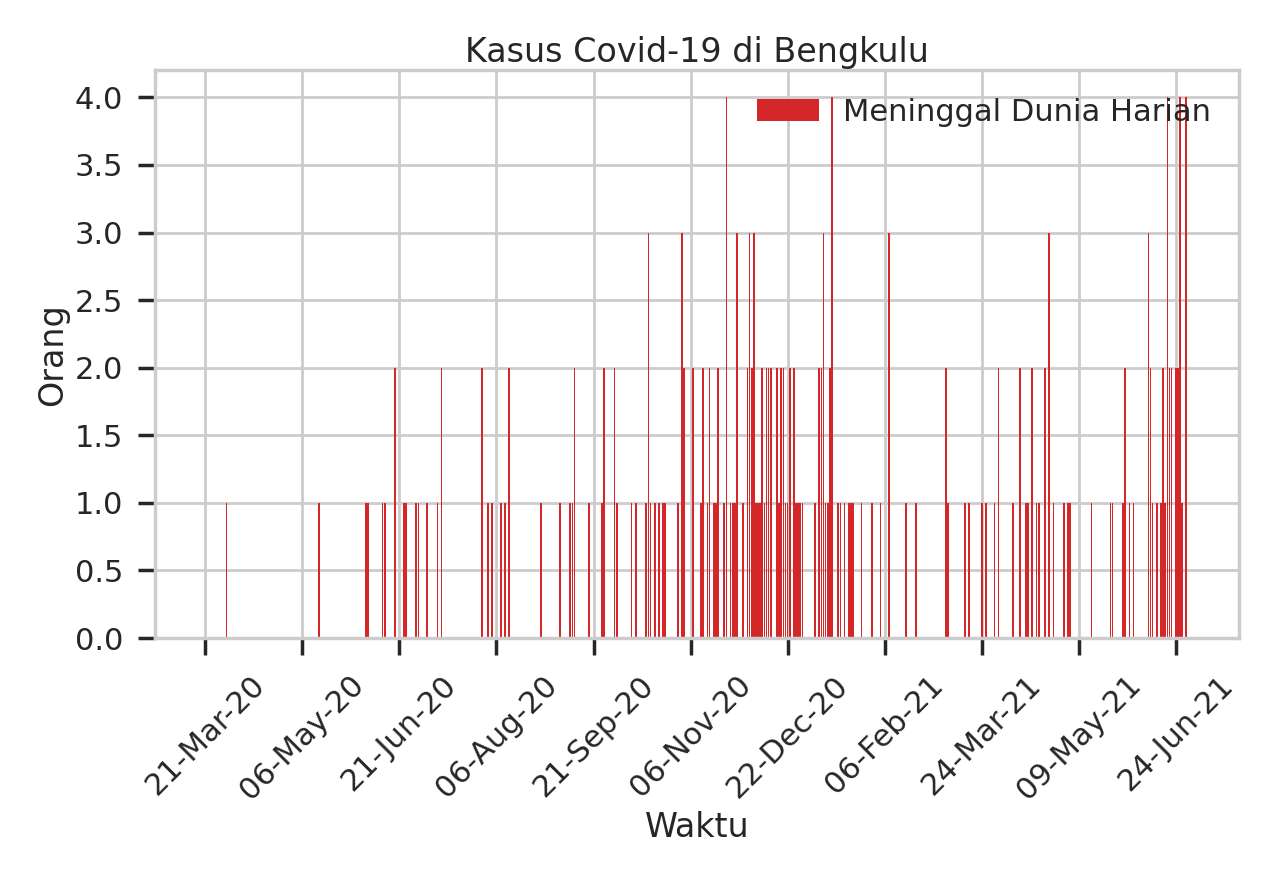 Kasus Covid-19 di Bengkulu
Meninggal Dunia Harian
Orang
4.0
3.5
3.0
2.5
2.0
1.5
1.0
0.5
0.0
21-Mar-20
06-May-20
21-Jun-20
06-Aug-20
21-Sep-20
06-Nov-20
22-Dec-20
06-Feb-21
24-Mar-21
09-May-21
24-Jun-21
Waktu